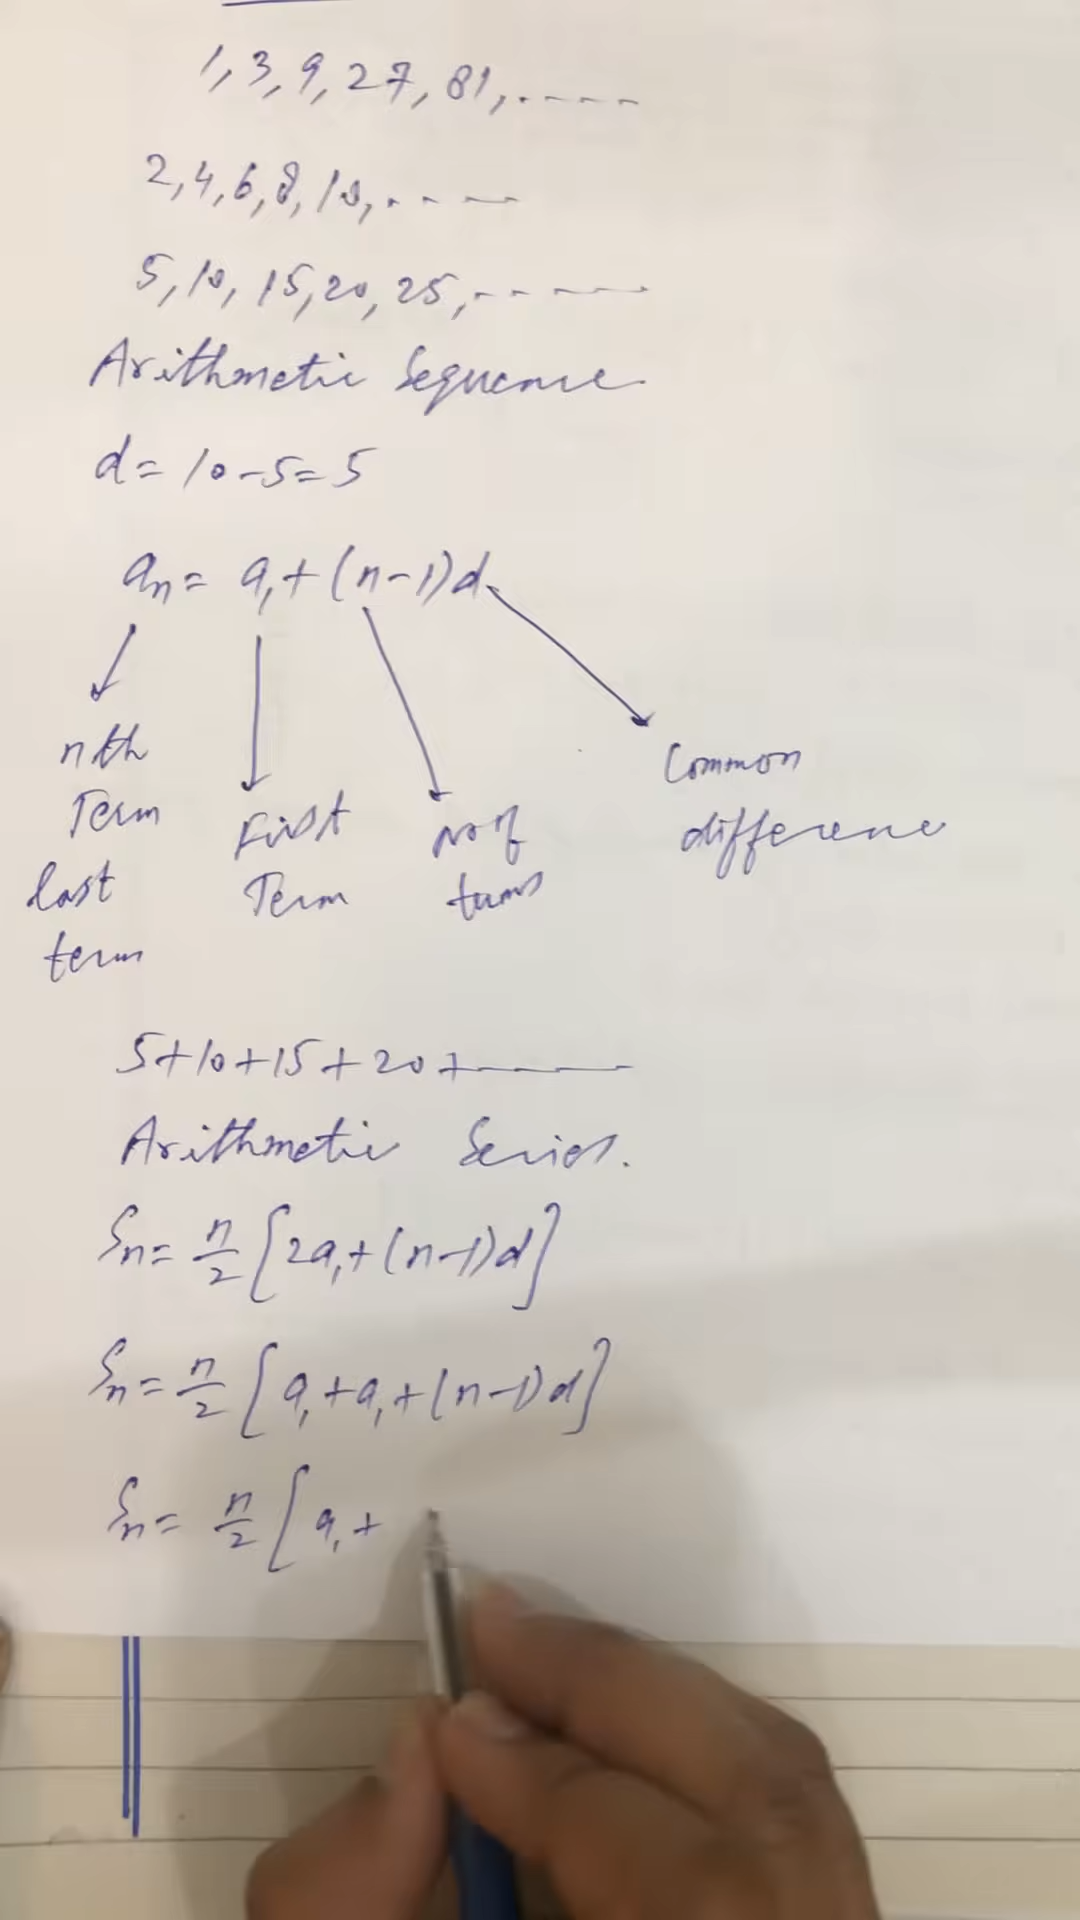 1, 3, 9, 27, 81, .----
2, 4, 6, 8, 10, .----
5, 10, 15, 20, 25, .-----
Arithmetic Sequence.
d = 10-5 = 5
an = a1 + (n-1)d
nth Term last term
First Term
No of terms
Common difference
5+10+15+20+------
Arithmetic Series.
Sn = n/2 [2a1 + (n-1)d]
Sn = n/2 [a1 + a1 + (n-1)d]
Sn = n/2 [a1 +